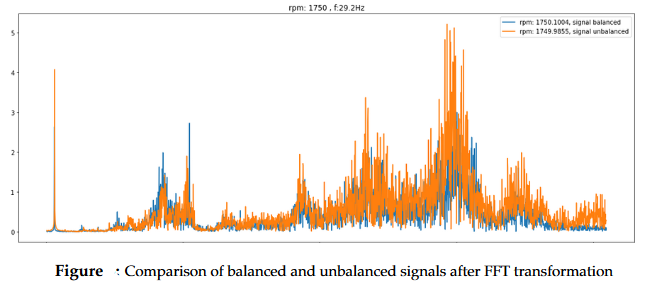 rpm: 1750 , f:29.2Hz
rpm: 1750.1004, signal balanced
rpm: 1749.9855, signal unbalanced
5
4
3
2
1
0
Figure : Comparison of balanced and unbalanced signals after FFT transformation